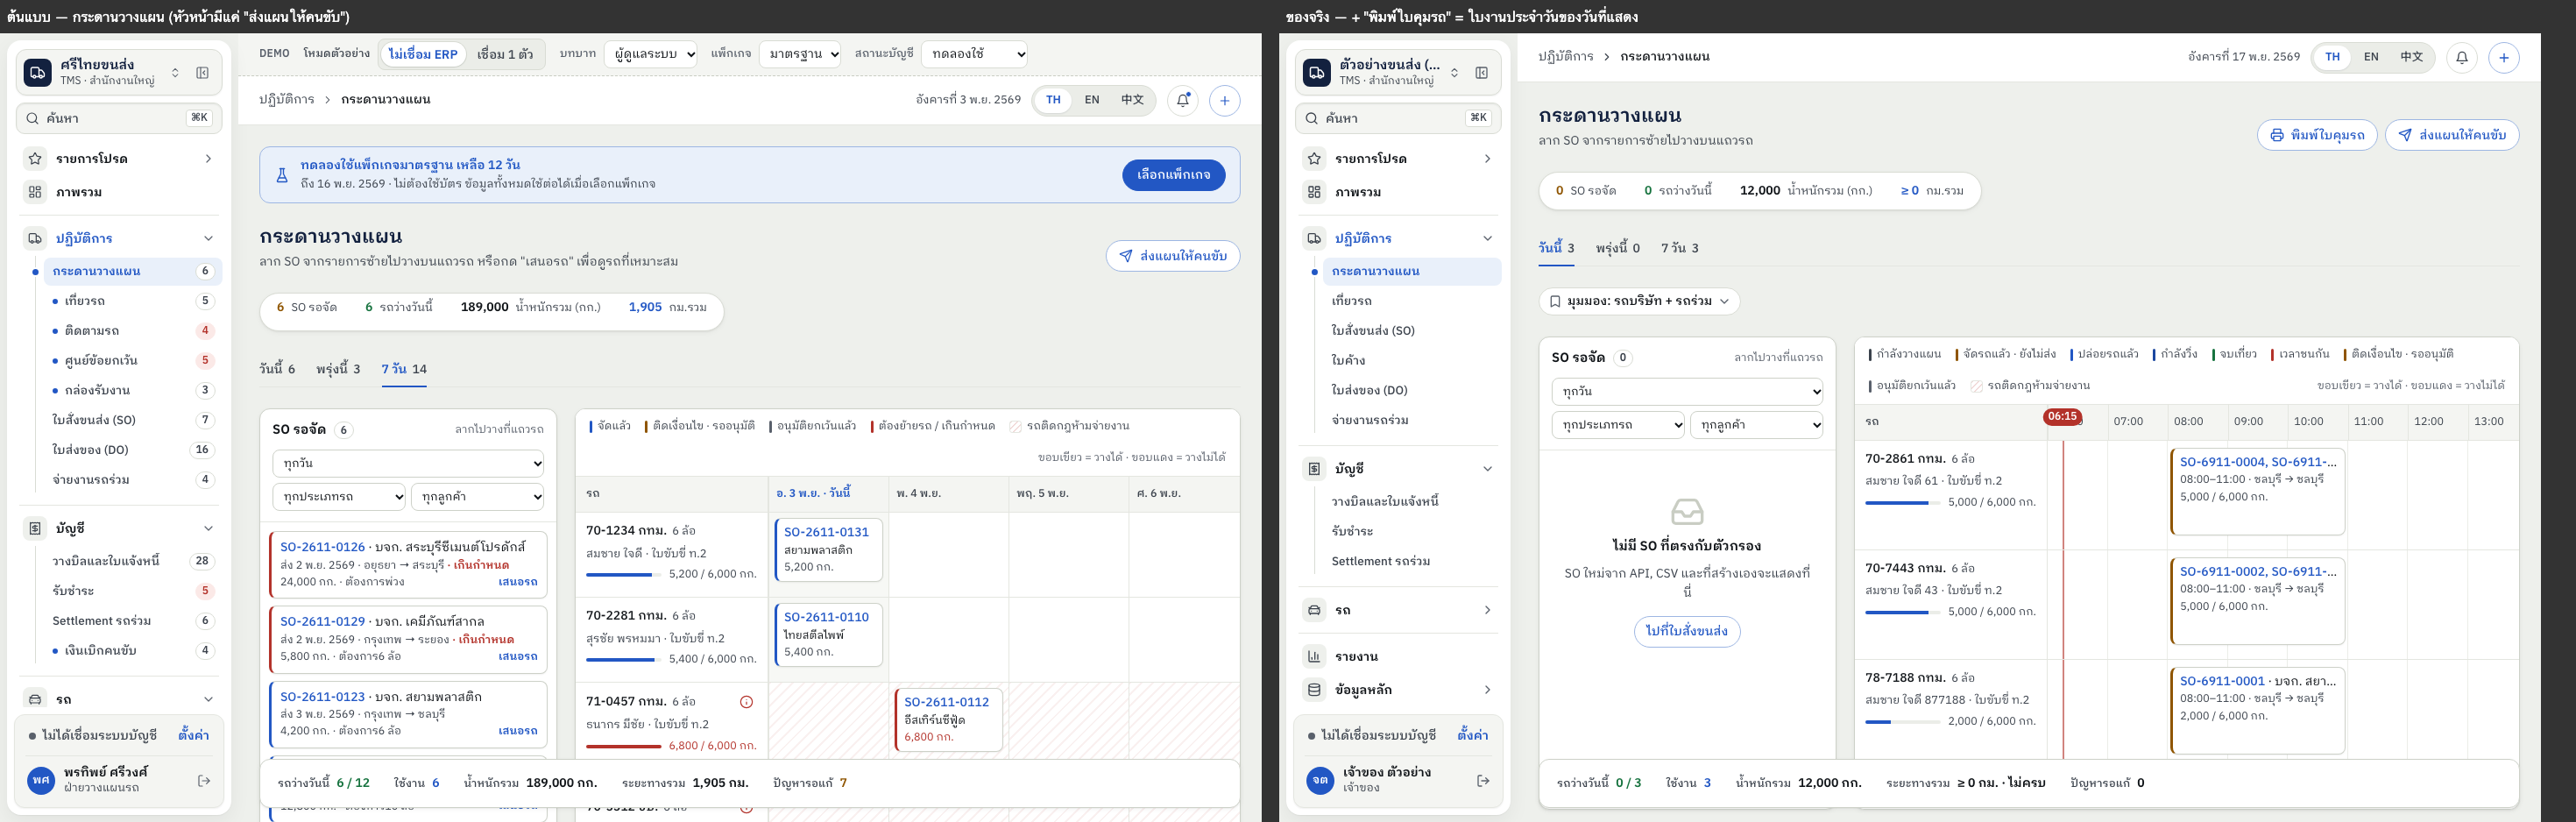 ต้นแบบ — กระดานวางแผน (หัวหน้ามีแค่ "ส่งแผนให้คนขับ")
ศรีไทยขนส่ง
TMS · สำนักงานใหญ่
ค้นหา
⌘K
รายการโปรด
ภาพรวม
ปฏิบัติการ
กระดานวางแผน 6
เที่ยวรถ 5
ติดตามรถ 4
ศูนย์ข้อยกเว้น 5
กล่องรับงาน 3
ใบสั่งขนส่ง (SO) 7
ใบส่งของ (DO) 16
จ่ายงานรถร่วม 4
บัญชี
วางบิลและใบแจ้งหนี้ 28
รับชำระ 5
Settlement รถร่วม 6
เงินเบิกคนขับ 4
รถ
ไม่ได้เชื่อมระบบบัญชี ตั้งค่า
พศ
พรทิพย์ ศรีวงศ์
ฝ่ายวางแผนรถ
DEMO โหมดตัวอย่าง ไม่เชื่อม ERP เชื่อม 1 ตัว บทบาท ผู้ดูแลระบบ แพ็กเกจ มาตรฐาน สถานะบัญชี ทดลองใช้
ปฏิบัติการ > กระดานวางแผน
อังคารที่ 3 พ.ย. 2569 TH EN 中文
ทดลองใช้แพ็กเกจมาตรฐาน เหลือ 12 วัน
ถึง 16 พ.ย. 2569 · ไม่ต้องใช้บัตร ข้อมูลทั้งหมดใช้ต่อได้เมื่อเลือกแพ็กเกจ
เลือกแพ็กเกจ
กระดานวางแผน
ลาก SO จากรายการซ้ายไปวางบนแถวรถ หรือกด "เสนอรถ" เพื่อดูรถที่เหมาะสม
ส่งแผนให้คนขับ
6 SO รอจัด 6 รถว่างวันนี้ 189,000 น้ำหนักรวม (กก.) 1,905 กม.รวม
วันนี้ 6 พรุ่งนี้ 3 7 วัน 14
SO รอจัด 6 ลากไปวางที่แถวรถ
ทุกวัน
ทุกประเภทรถ ทุกลูกค้า
SO-2611-0126 · บจก. สระบุรีซีเมนต์โปรดักส์
ส่ง 2 พ.ย. 2569 · อยุธยา → สระบุรี · เกินกำหนด
24,000 กก. · ต้องการพ่วง เสนอรถ
SO-2611-0129 · บจก. เคมีภัณฑ์สากล
ส่ง 2 พ.ย. 2569 · กรุงเทพ → ระยอง · เกินกำหนด
5,800 กก. · ต้องการ6 ล้อ เสนอรถ
SO-2611-0123 · บจก. สยามพลาสติก
ส่ง 3 พ.ย. 2569 · กรุงเทพ → ชลบุรี
4,200 กก. · ต้องการ6 ล้อ เสนอรถ
จัดแล้ว ติดเงื่อนไข · รออนุมัติ อนุมัติยกเว้นแล้ว ต้องย้ายรถ / เกินกำหนด รถติดกฎห้ามจ่ายงาน
ขอบเขียว = วางได้ · ขอบแดง = วางไม่ได้
รถ อ. 3 พ.ย. · วันนี้ พ. 4 พ.ย. พฤ. 5 พ.ย. ศ. 6 พ.ย.
70-1234 กทม. 6 ล้อ
สมชาย ใจดี · ใบขับขี่ ท.2
5,200 / 6,000 กก.
SO-2611-0131
สยามพลาสติก
5,200 กก.
70-2281 กทม. 6 ล้อ
สุรชัย พรหมมา · ใบขับขี่ ท.2
5,400 / 6,000 กก.
SO-2611-0110
ไทยสตีลไพพ์
5,400 กก.
71-0457 กทม. 6 ล้อ
ธนากร มีชัย · ใบขับขี่ ท.2
6,800 / 6,000 กก.
SO-2611-0112
อีสเทิร์นซีฟู้ด
6,800 กก.
รถว่างวันนี้ 6 / 12 ใช้งาน 6 น้ำหนักรวม 189,000 กก. ระยะทางรวม 1,905 กม. ปัญหารอแก้ 7
ของจริง — + "พิมพ์ใบคุมรถ" = ใบงานประจำวันของวันที่แสดง
ตัวอย่างขนส่ง (...
TMS · สำนักงานใหญ่
ค้นหา
⌘K
รายการโปรด
ภาพรวม
ปฏิบัติการ
กระดานวางแผน
เที่ยวรถ
ใบสั่งขนส่ง (SO)
ใบค้าง
ใบส่งของ (DO)
จ่ายงานรถร่วม
บัญชี
วางบิลและใบแจ้งหนี้
รับชำระ
Settlement รถร่วม
รถ
รายงาน
ข้อมูลหลัก
ไม่ได้เชื่อมระบบบัญชี ตั้งค่า
จต
เจ้าของ ตัวอย่าง
เจ้าของ
ปฏิบัติการ > กระดานวางแผน
อังคารที่ 17 พ.ย. 2569 TH EN 中文
กระดานวางแผน
ลาก SO จากรายการซ้ายไปวางบนแถวรถ
พิมพ์ใบคุมรถ ส่งแผนให้คนขับ
0 SO รอจัด 0 รถว่างวันนี้ 12,000 น้ำหนักรวม (กก.) ≥ 0 กม.รวม
วันนี้ 3 พรุ่งนี้ 0 7 วัน 3
มุมมอง: รถบริษัท + รถร่วม
SO รอจัด 0 ลากไปวางที่แถวรถ
ทุกวัน
ทุกประเภทรถ ทุกลูกค้า
ไม่มี SO ที่ตรงกับตัวกรอง
SO ใหม่จาก API, CSV และที่สร้างเองจะแสดงที่
นี่
ไปที่ใบสั่งขนส่ง
กำลังวางแผน จัดรถแล้ว · ยังไม่ส่ง ปล่อยรถแล้ว กำลังวิ่ง จบเที่ยว เวลาชนกัน ติดเงื่อนไข · รออนุมัติ
อนุมัติยกเว้นแล้ว รถติดกฎห้ามจ่ายงาน ขอบเขียว = วางได้ · ขอบแดง = วางไม่ได้
รถ 06:15 07:00 08:00 09:00 10:00 11:00 12:00 13:00
70-2861 กทม. 6 ล้อ
สมชาย ใจดี 61 · ใบขับขี่ ท.2
5,000 / 6,000 กก.
SO-6911-0004, SO-6911-...
08:00–11:00 · ชลบุรี → ชลบุรี
5,000 / 6,000 กก.
70-7443 กทม. 6 ล้อ
สมชาย ใจดี 43 · ใบขับขี่ ท.2
5,000 / 6,000 กก.
SO-6911-0002, SO-6911-...
08:00–11:00 · ชลบุรี → ชลบุรี
5,000 / 6,000 กก.
78-7188 กทม. 6 ล้อ
สมชาย ใจดี 877188 · ใบขับขี่ ท.2
2,000 / 6,000 กก.
SO-6911-0001 · บจก. สยา...
08:00–11:00 · ชลบุรี → ชลบุรี
2,000 / 6,000 กก.
รถว่างวันนี้ 0 / 3 ใช้งาน 3 น้ำหนักรวม 12,000 กก. ระยะทางรวม ≥ 0 กม. · ไม่ครบ ปัญหารอแก้ 0